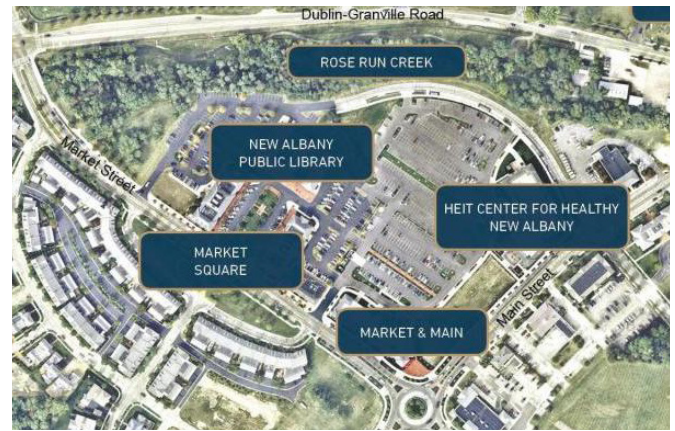 Dublin-Granville Road
ROSE RUN CREEK
NEW ALBANY
PUBLIC LIBRARY
Market Street
HEIT CENTER FOR HEALTHY
NEW ALBANY
MARKET
SQUARE
Main Street
MARKET & MAIN